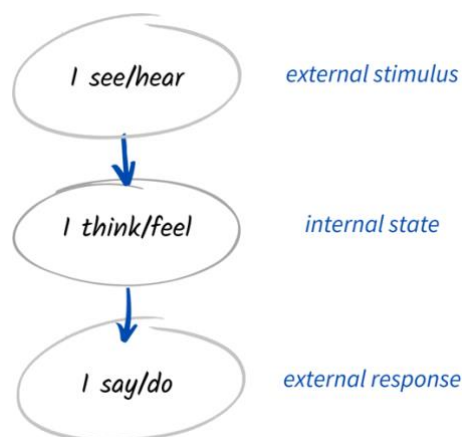 I see/hear
external stimulus
I think/feel
internal state
I say/do
external response